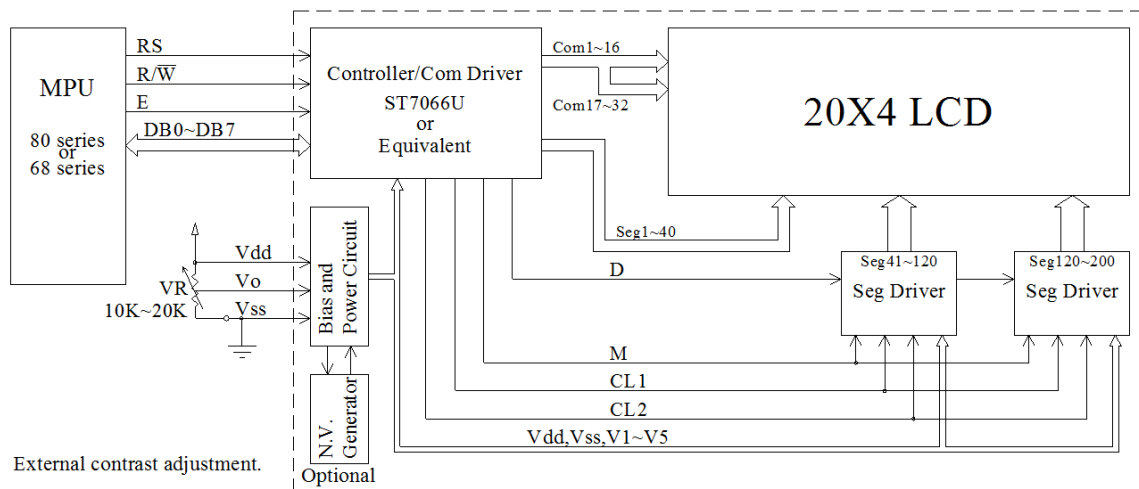 MPU
80 series
or
68 series
RS
R/W̅
E
DB0~DB7
Controller/Com Driver
ST7066U
or
Equivalent
Com1~16
Com17~32
20X4 LCD
Seg1~40
Vdd
Vo
Vss
VR
10K~20K
Bias and
Power Circuit
N.V.
Generator
Optional
D
Seg41~120
Seg Driver
Seg120~200
Seg Driver
M
CL1
CL2
Vdd,Vss,V1~V5
External contrast adjustment.